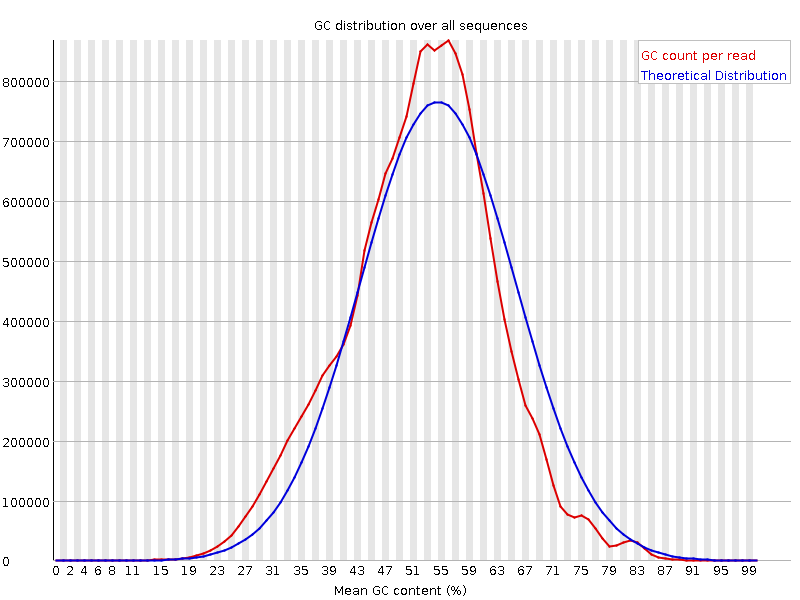 GC distribution over all sequences
GC count per read
Theoretical Distribution
800000
700000
600000
500000
400000
300000
200000
100000
0
0 2 4 6 8 11 15 19 23 27 31 35 39 43 47 51 55 59 63 67 71 75 79 83 87 91 95 99
Mean GC content (%)